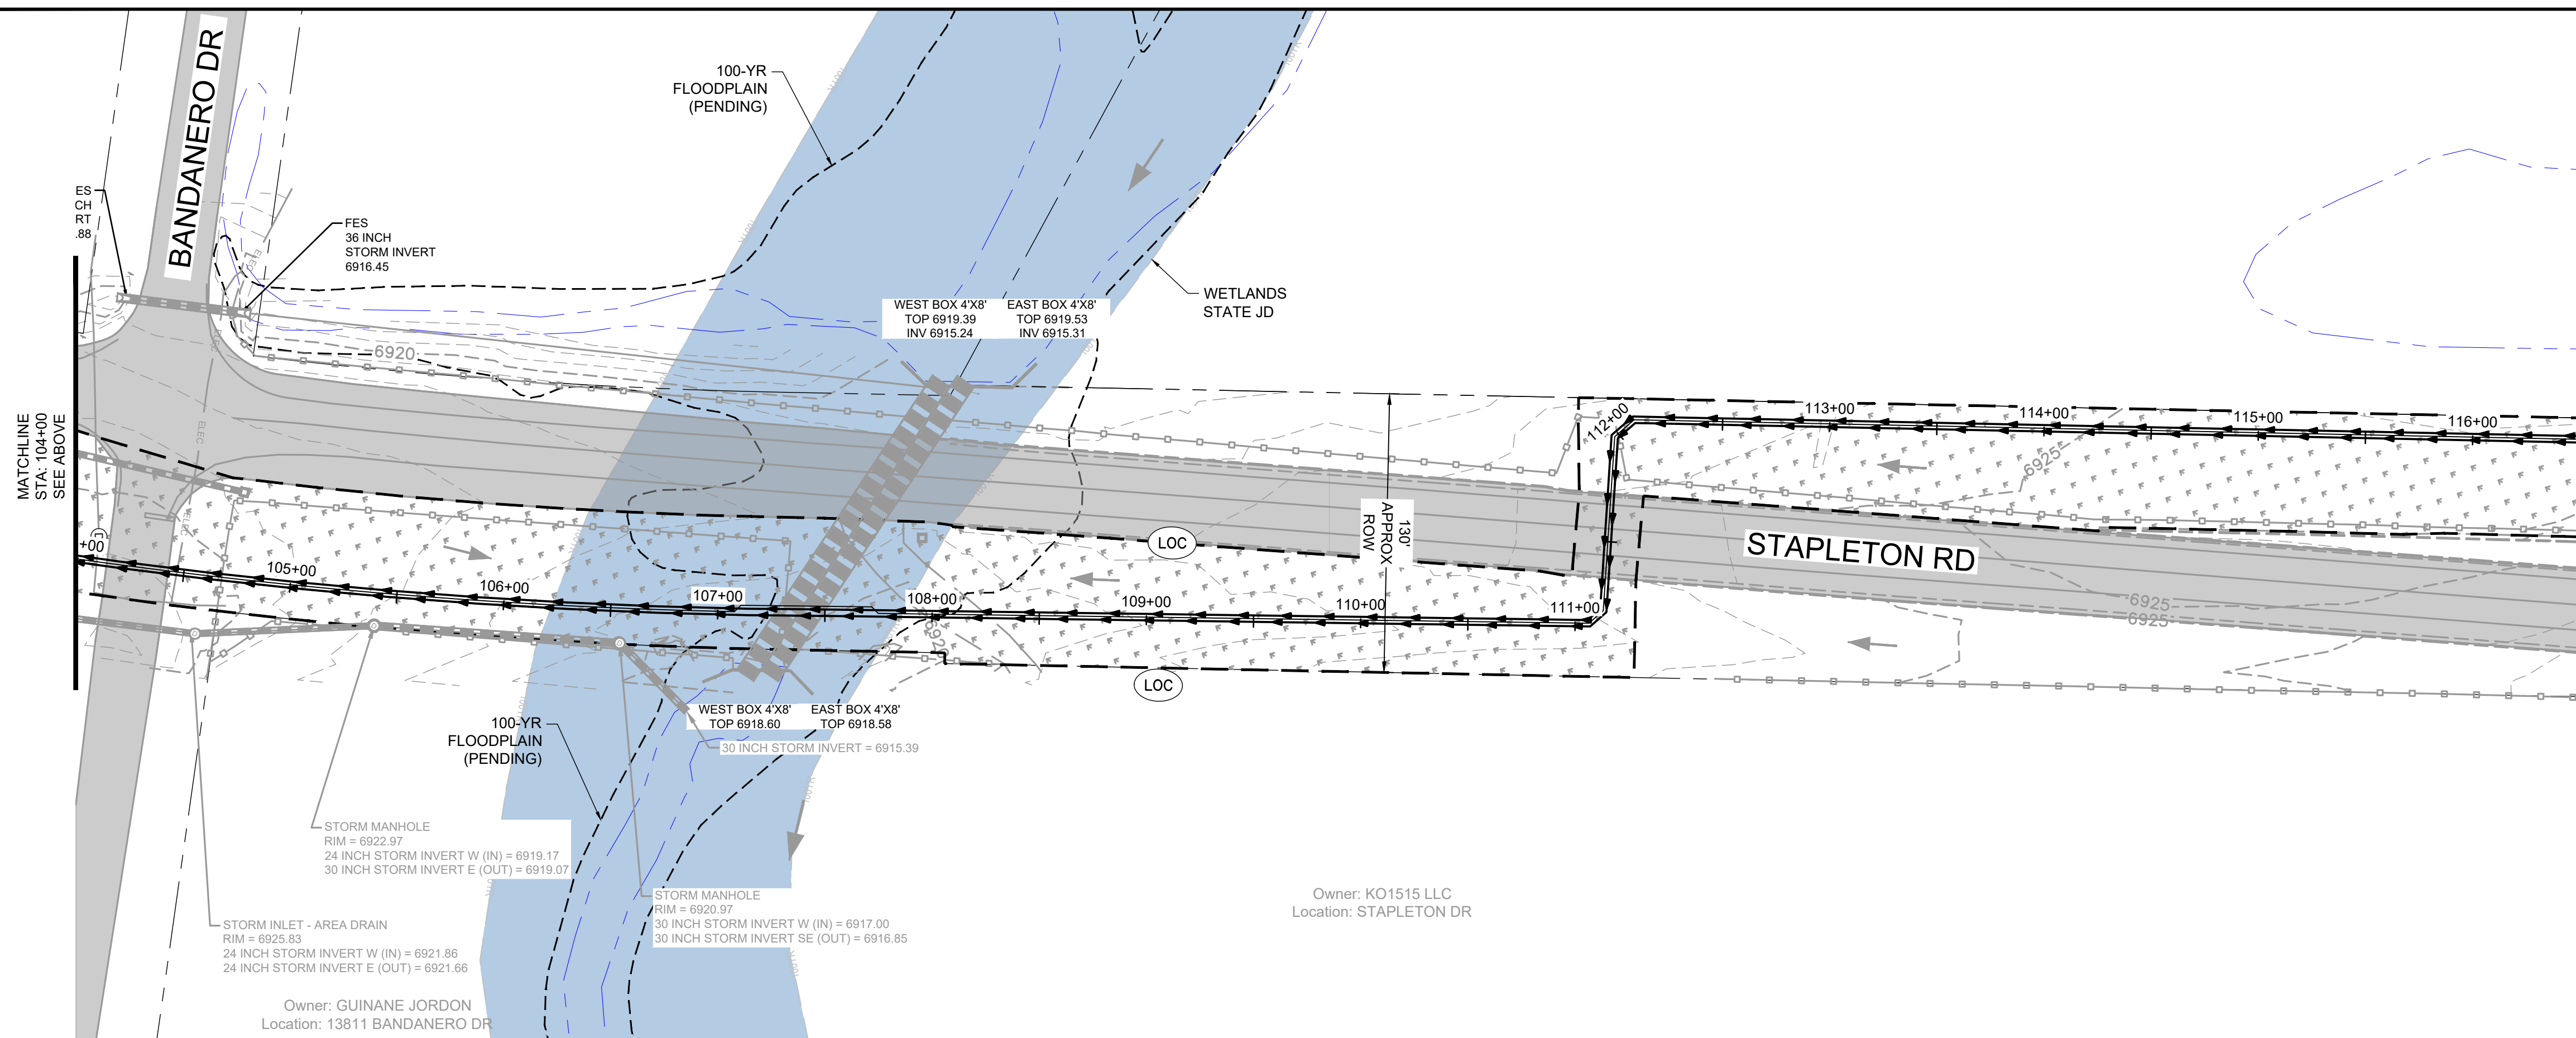 BANDANERO DR
100-YR
FLOODPLAIN
(PENDING)
ES
CH
RT
.88
FES
36 INCH
STORM INVERT
6916.45
ELEC
WETLANDS
STATE JD
WEST BOX 4'X8'
TOP 6919.39
INV 6915.24
EAST BOX 4'X8'
TOP 6919.53
INV 6915.31
6920
MATCHLINE
STA: 104+00
SEE ABOVE
ELEC
ELEC
+00
105+00
106+00
107+00
108+00
109+00
110+00
111+00
112+00
113+00
114+00
115+00
116+00
6925
LOC
130'
APPROX
ROW
STAPLETON RD
6925
6925
LOC
WEST BOX 4'X8'
TOP 6918.60
EAST BOX 4'X8'
TOP 6918.58
30 INCH STORM INVERT = 6915.39
100-YR
FLOODPLAIN
(PENDING)
STORM MANHOLE
RIM = 6922.97
24 INCH STORM INVERT W (IN) = 6919.17
30 INCH STORM INVERT E (OUT) = 6919.07
STORM MANHOLE
RIM = 6920.97
30 INCH STORM INVERT W (IN) = 6917.00
30 INCH STORM INVERT SE (OUT) = 6916.85
STORM INLET - AREA DRAIN
RIM = 6925.83
24 INCH STORM INVERT W (IN) = 6921.86
24 INCH STORM INVERT E (OUT) = 6921.66
Owner: KO1515 LLC
Location: STAPLETON DR
Owner: GUINANE JORDON
Location: 13811 BANDANERO DR